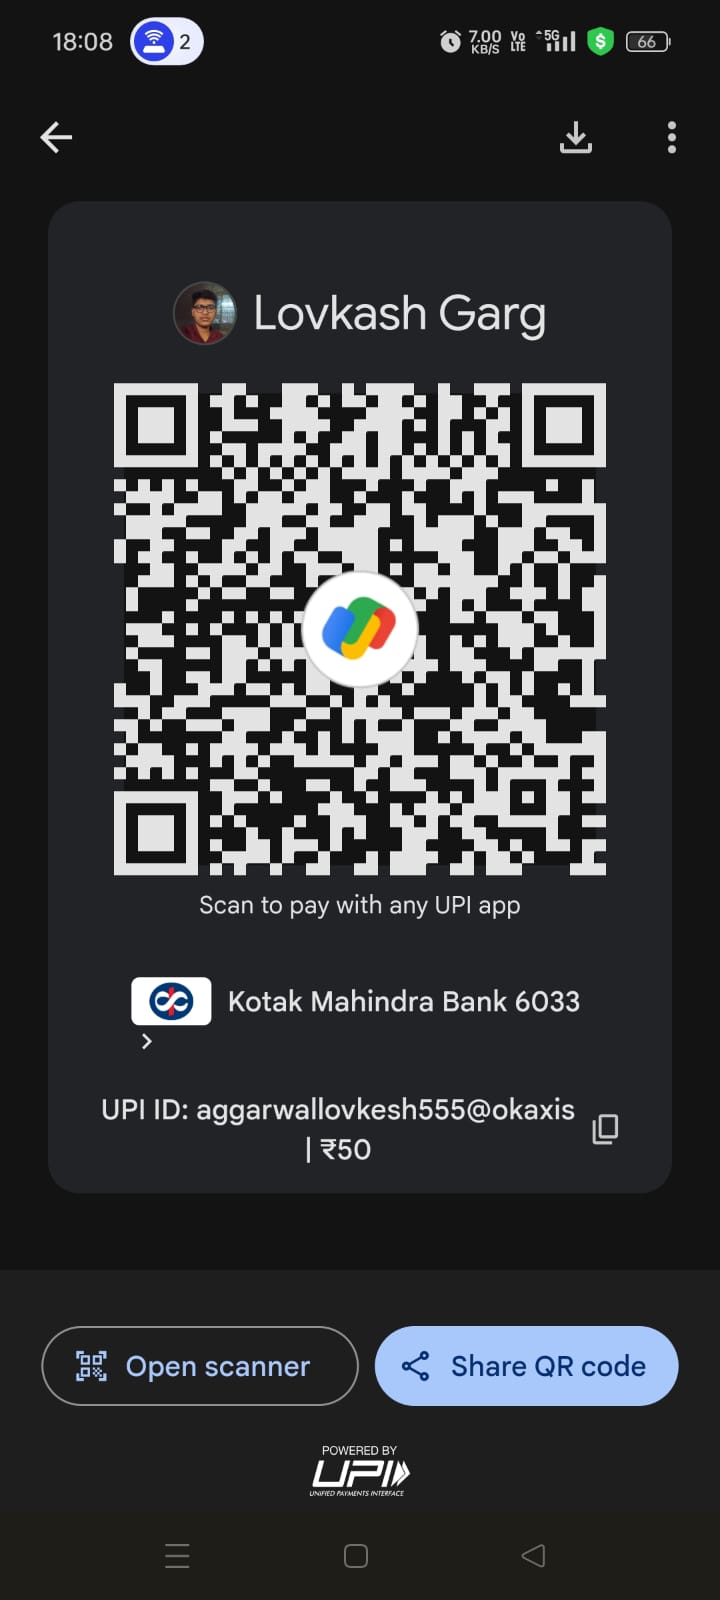 18:08
2
7.00 KB/S
Vo LTE
5G
$
66
Lovkash Garg
Scan to pay with any UPI app
Kotak Mahindra Bank 6033
UPI ID: aggarwallovkesh555@okaxis
| ₹50
Open scanner
Share QR code
POWERED BY
UPI
UNIFIED PAYMENTS INTERFACE